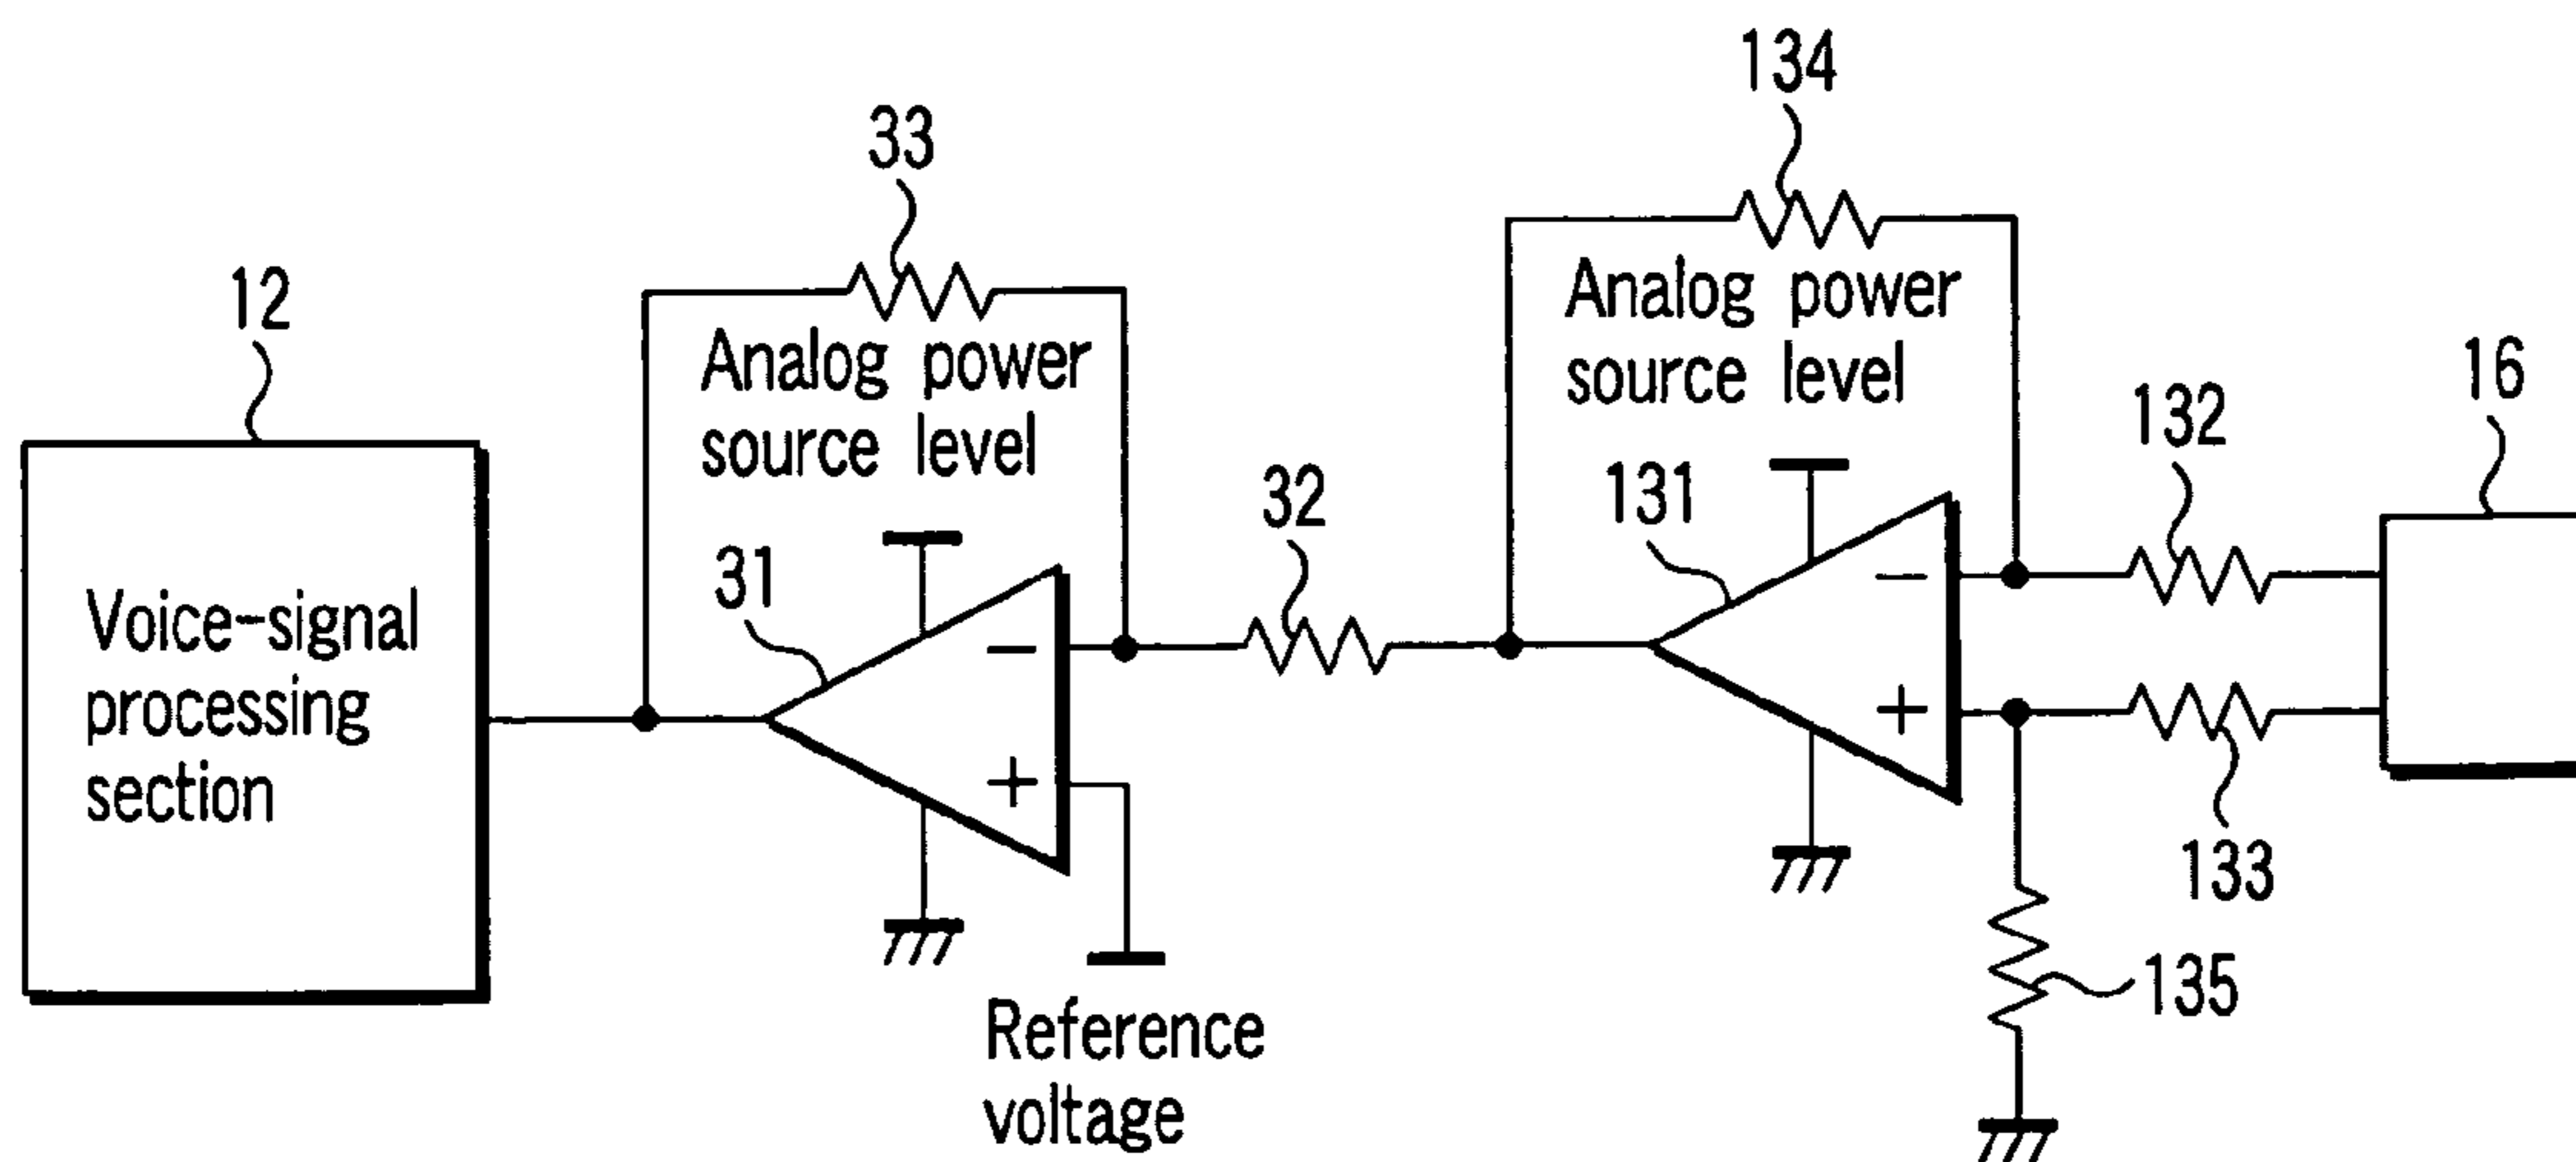 134
33
12
Analog power
source level
Analog power
source level
16
132
131
32
31
Voice-signal
processing
section
133
135
Reference
voltage